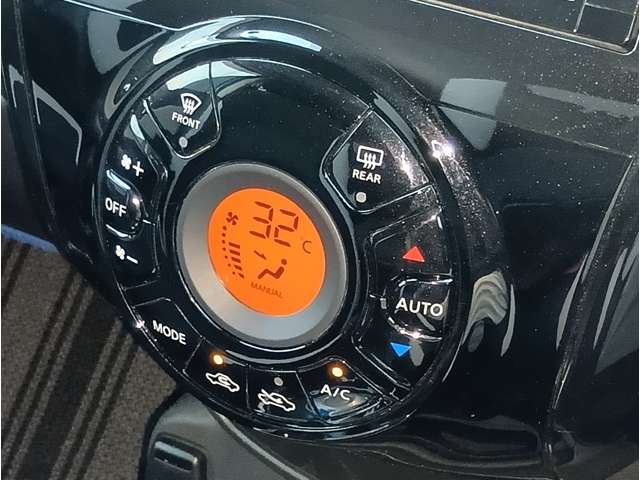 FRONT
REAR
+
OFF
-
32°C
MANUAL
AUTO
MODE
A/C